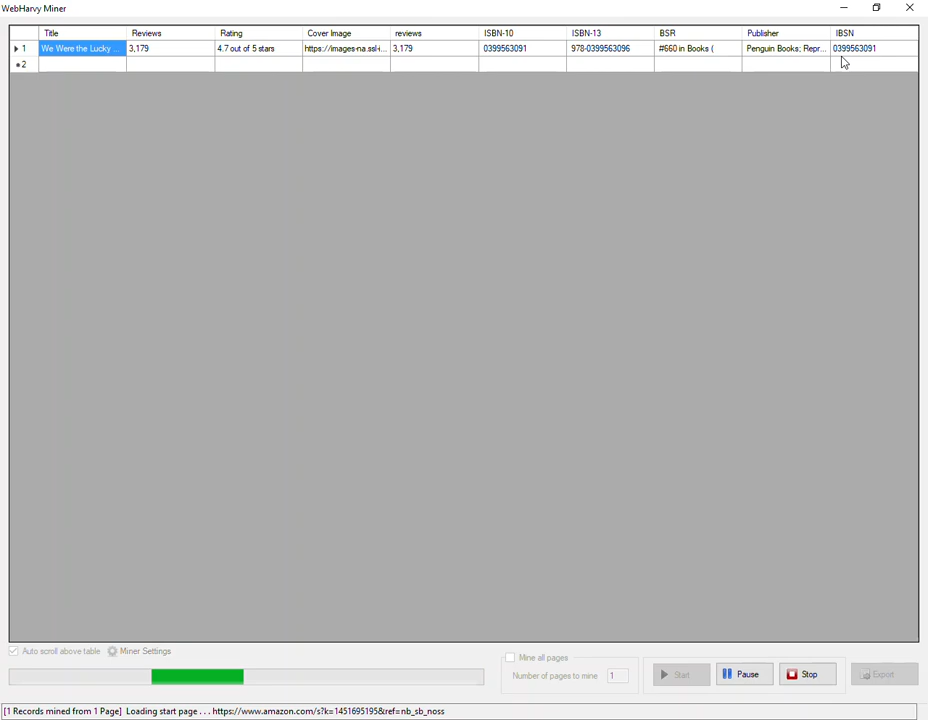 WebHarvy Miner
Title Reviews Rating Cover Image reviews ISBN-10 ISBN-13 BSR Publisher IBSN
1 We Were the Lucky ... 3,179 4.7 out of 5 stars https://images-na.ssl-i... 3,179 0399563091 978-0399563096 #660 in Books ( Penguin Books; Repr... 0399563091
2
Auto scroll above table Miner Settings
Mine all pages
Number of pages to mine 1
Start Pause Stop Export
[1 Records mined from 1 Page] Loading start page . . . https://www.amazon.com/s?k=1451695195&ref=nb_sb_noss